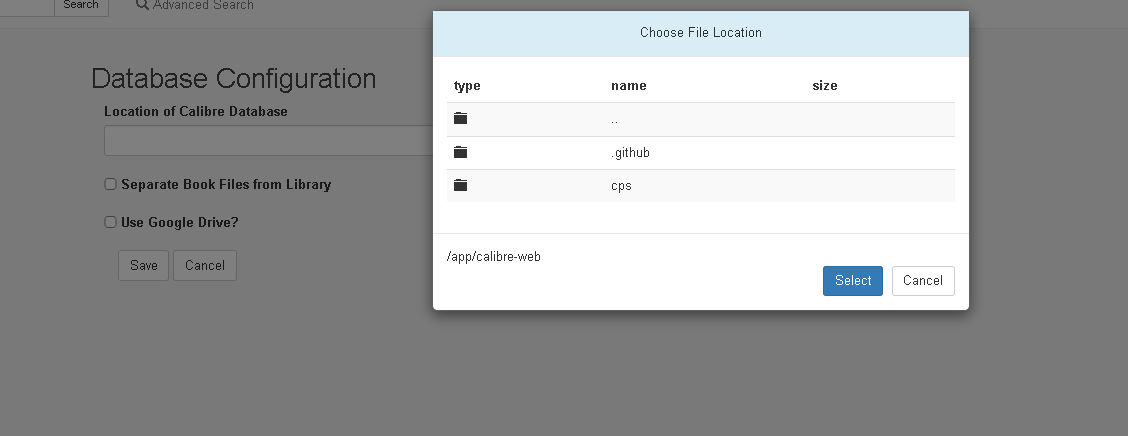 Search
Advanced Search
Choose File Location
type name size
..
.github
cps
/app/calibre-web
Select Cancel
Database Configuration
Location of Calibre Database
Separate Book Files from Library
Use Google Drive?
Save Cancel